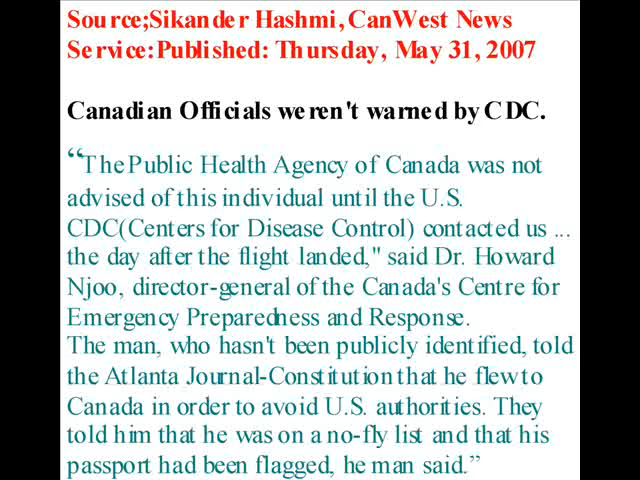 Source;Sikander Hashmi, CanWest News
Service:Published: Thursday, May 31, 2007
Canadian Officials weren't warned by CDC.
“The Public Health Agency of Canada was not
advised of this individual until the U.S.
CDC(Centers for Disease Control) contacted us ...
the day after the flight landed," said Dr. Howard
Njoo, director-general of the Canada's Centre for
Emergency Preparedness and Response.
The man, who hasn't been publicly identified, told
the Atlanta Journal-Constitution that he flew to
Canada in order to avoid U.S. authorities. They
told him that he was on a no-fly list and that his
passport had been flagged, he man said.”